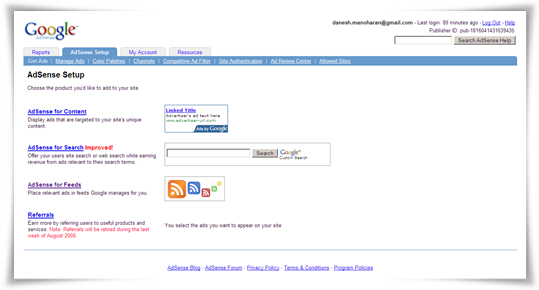 Google AdSense
danesh.manoharan@gmail.com - Last login: 89 minutes ago - Log Out - Help
Publisher ID: pub-1816041431639435
Search AdSense Help
Reports AdSense Setup My Account Resources
Get Ads | Manage Ads | Color Palettes | Channels | Competitive Ad Filter | Site Authentication | Ad Review Center | Allowed Sites
AdSense Setup
Choose the product you'd like to add to your site.
AdSense for Content
Display ads that are targeted to your site's unique
content.
Linked Title
Advertiser's ad text here
www.advertiser-url.com
Ads by Google
AdSense for Search Improved!
Offer your users site search or web search while earning
revenue from ads relevant to their search terms.
Search
Google
Custom Search
AdSense for Feeds
Place relevant ads in feeds Google manages for you.
Referrals
Earn more by referring users to useful products and
services. Note: Referrals will be retired during the last
week of August 2008.
You select the ads you want to appear on your site
AdSense Blog - AdSense Forum - Privacy Policy - Terms & Conditions - Program Policies